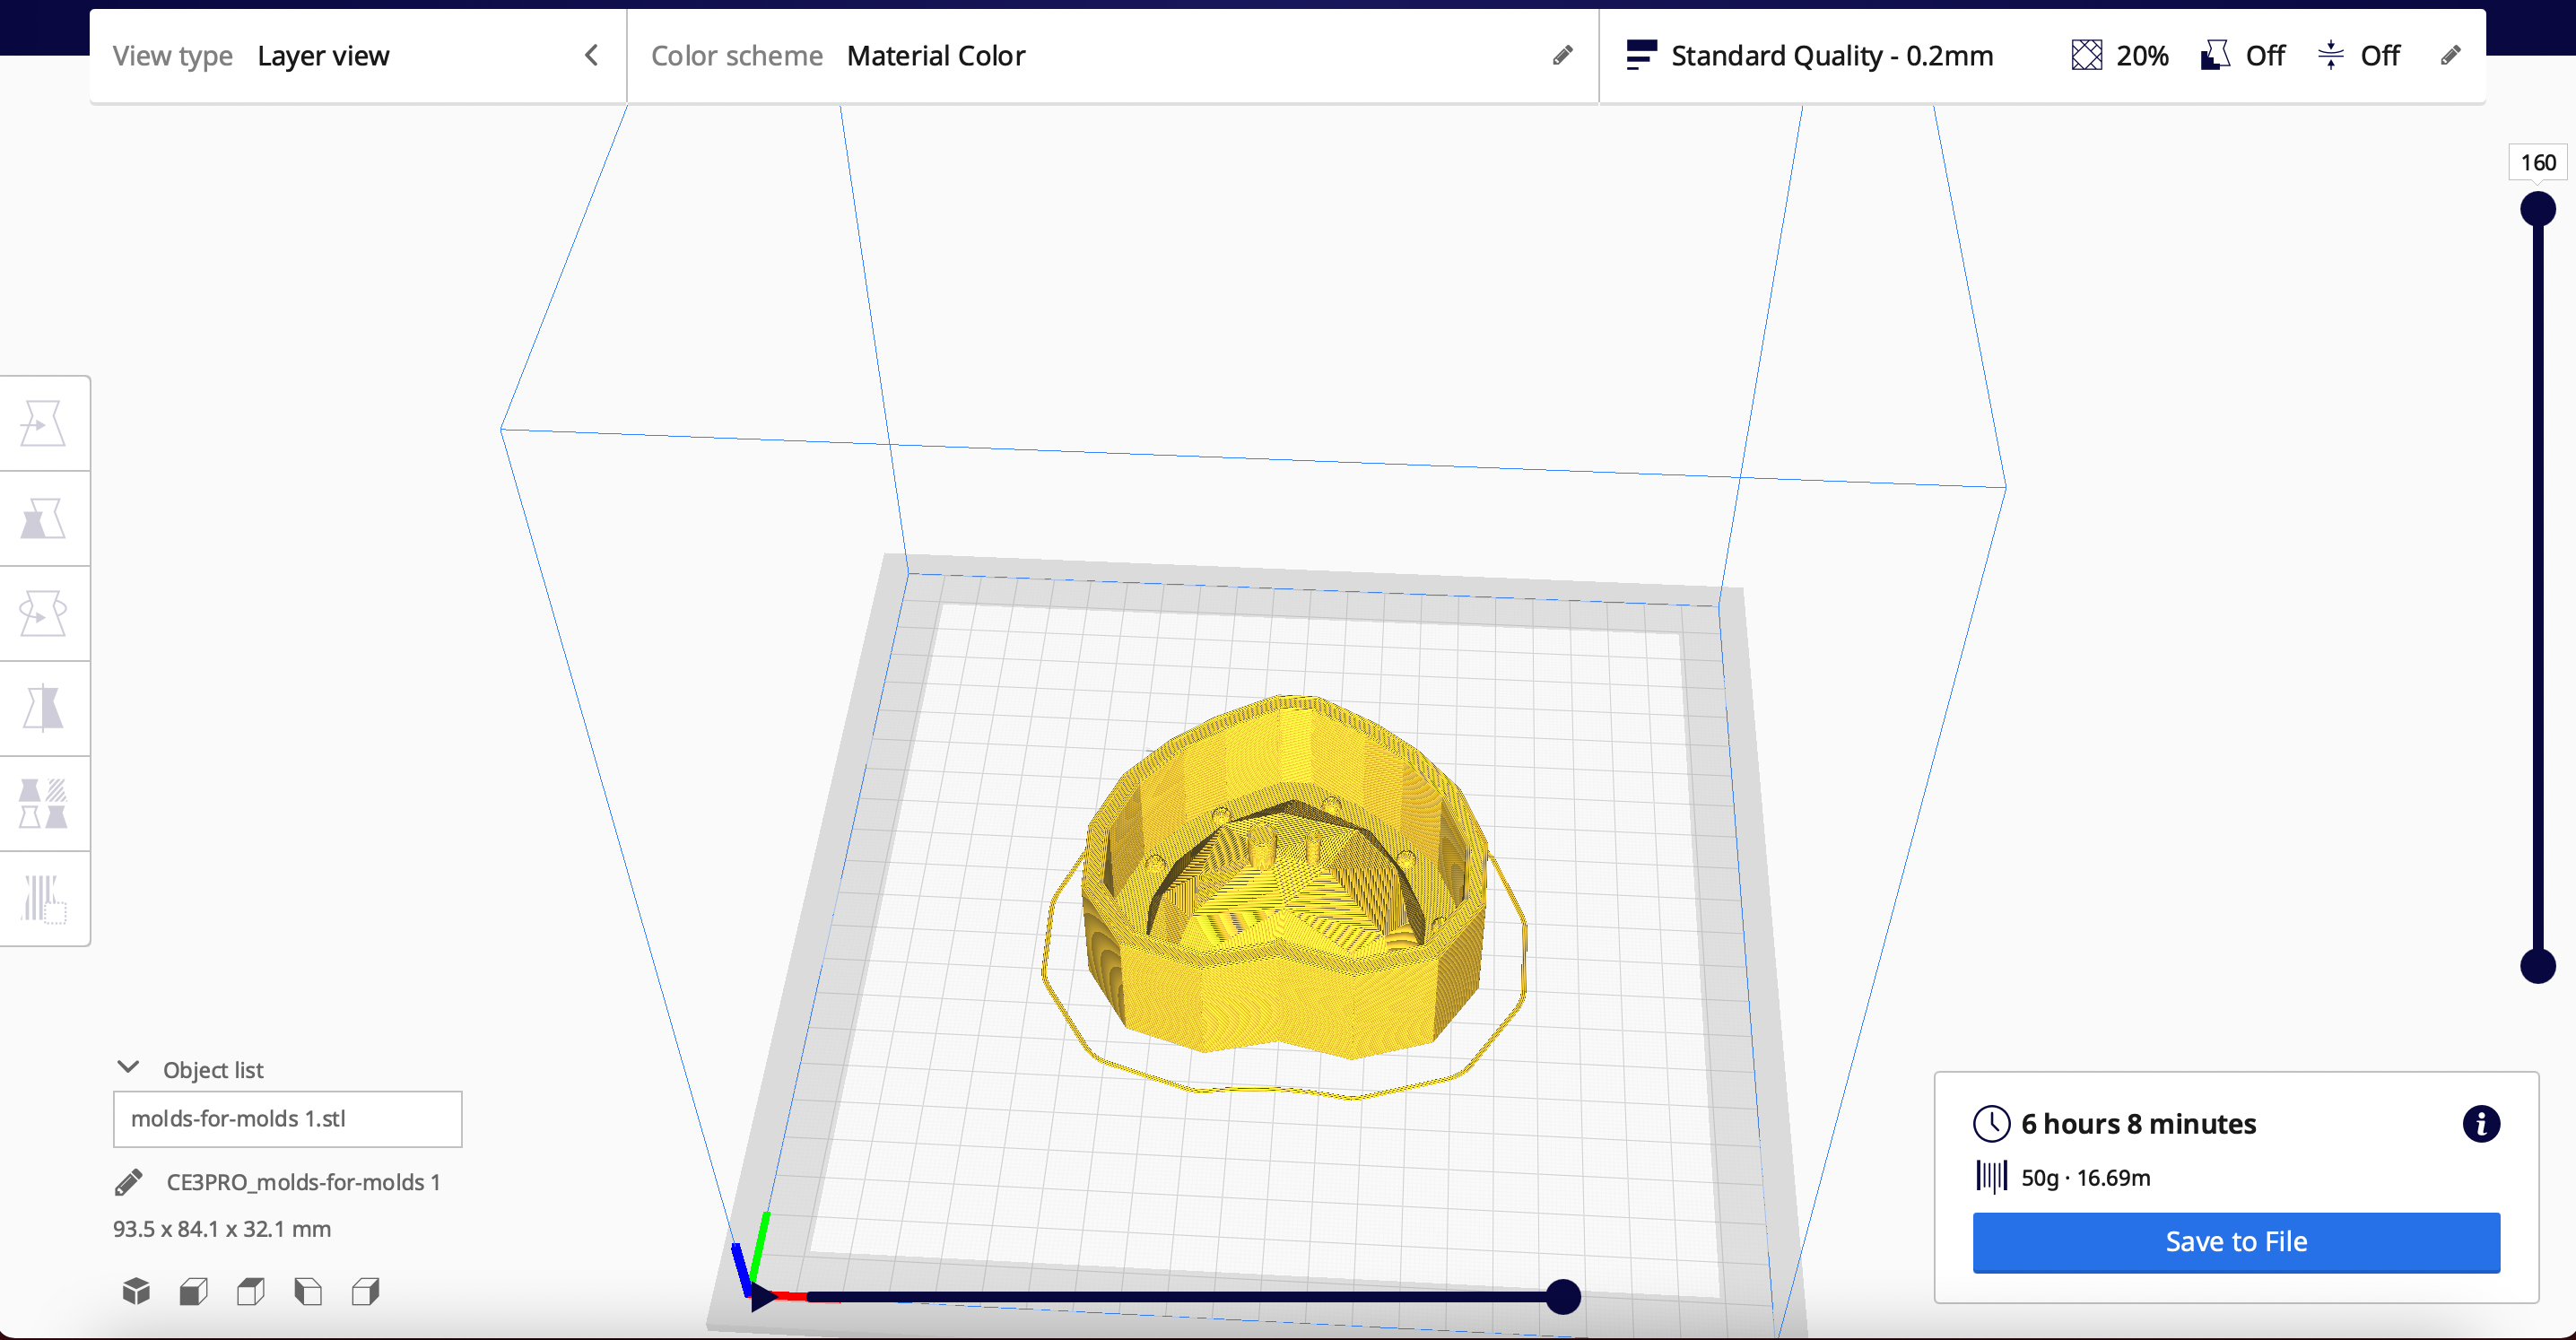 View type Layer view
Color scheme Material Color
Standard Quality - 0.2mm 20% Off Off
160
Object list
molds-for-molds 1.stl
CE3PRO_molds-for-molds 1
93.5 x 84.1 x 32.1 mm
6 hours 8 minutes
50g · 16.69m
Save to File